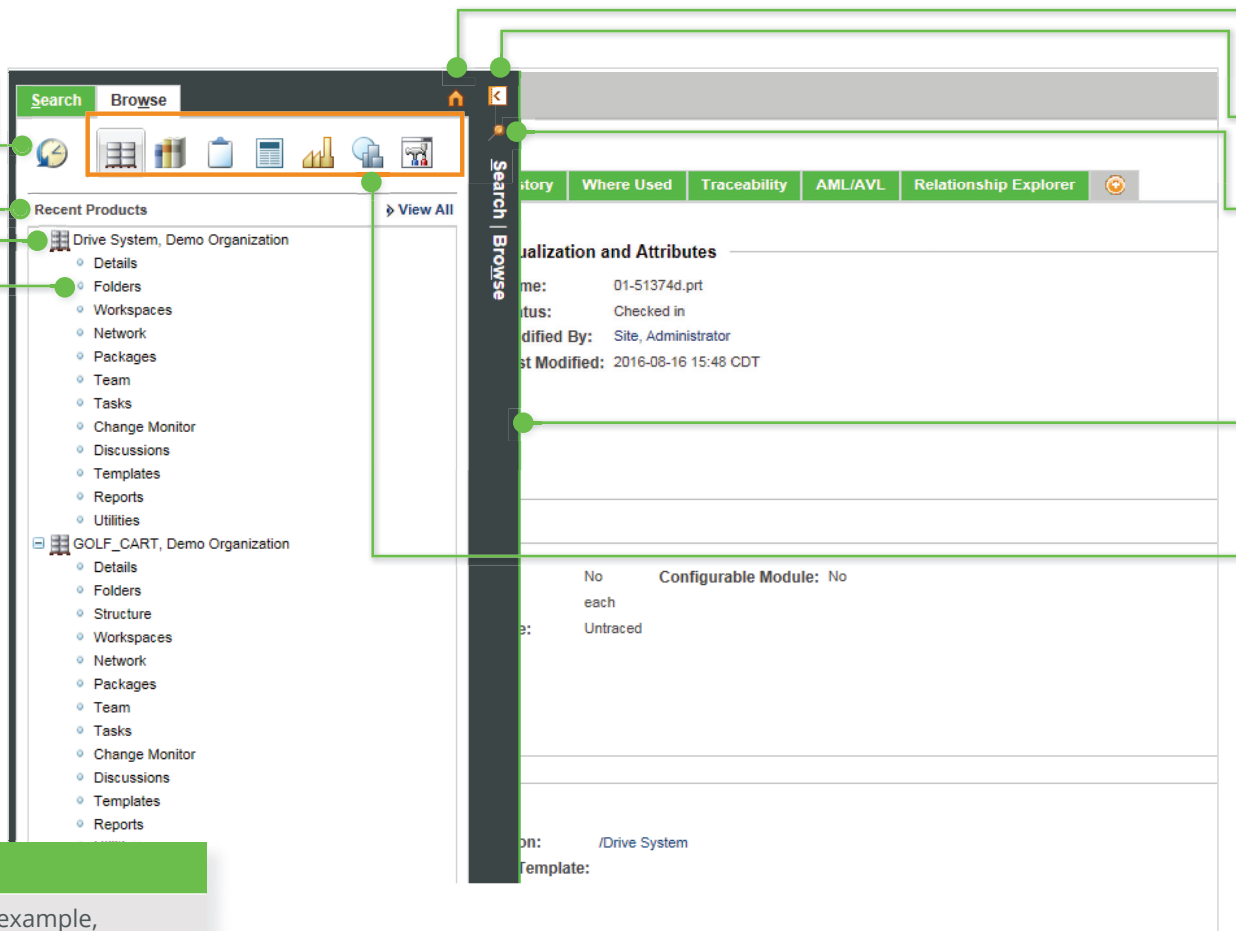 Search Browse
Recent Products
View All
Drive System, Demo Organization
Details
Folders
Workspaces
Network
Packages
Team
Tasks
Change Monitor
Discussions
Templates
Reports
Utilities
GOLF_CART, Demo Organization
Details
Folders
Structure
Workspaces
Network
Packages
Team
Tasks
Change Monitor
Discussions
Templates
Reports
example,
Search | Browse
story Where Used Traceability AML/AVL Relationship Explorer
ualization and Attributes
me: 01-51374d.prt
atus: Checked in
dified By: Site, Administrator
st Modified: 2016-08-16 15:48 CDT
No Configurable Module: No
each
e: Untraced
on: /Drive System
Template: